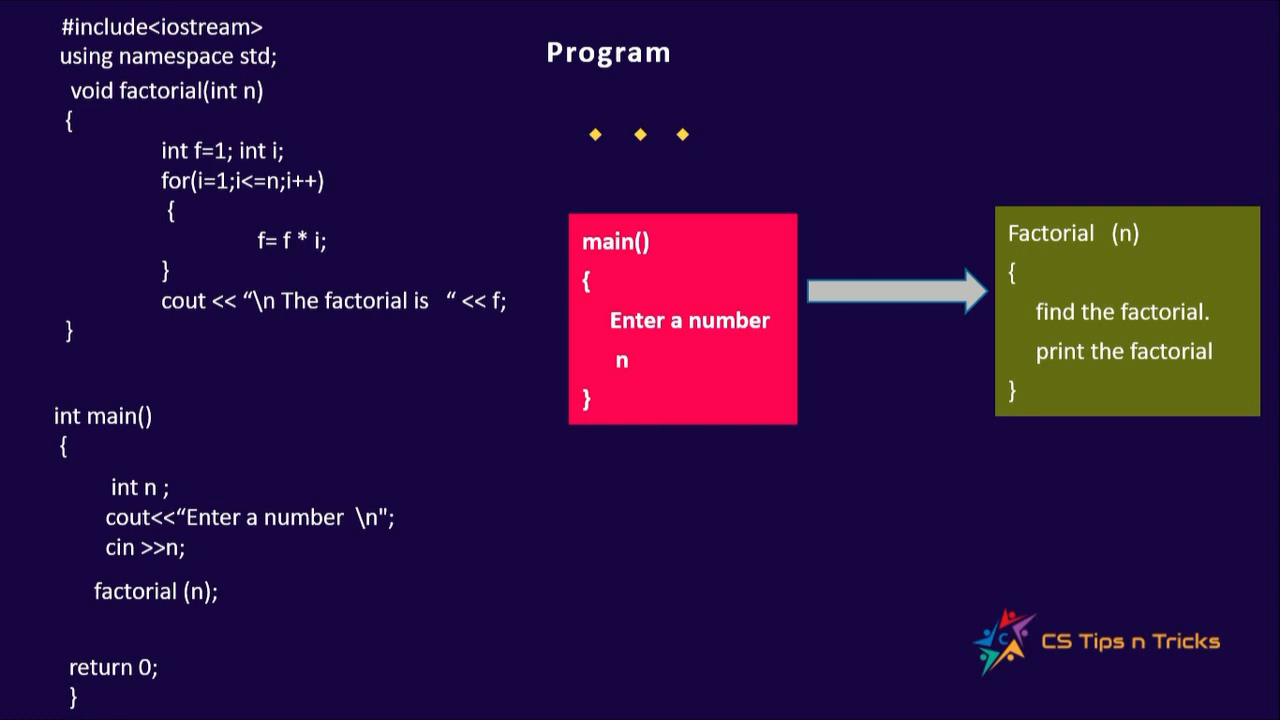 #include<iostream>
using namespace std;
void factorial(int n)
{
int f=1; int i;
for(i=1;i<=n;i++)
{
f= f * i;
}
cout << “\n The factorial is “ << f;
}
int main()
{
int n ;
cout<<“Enter a number \n";
cin >>n;
factorial (n);
return 0;
}
Program
main()
{
Enter a number
n
}
Factorial (n)
{
find the factorial.
print the factorial
}
C
CS Tips n Tricks